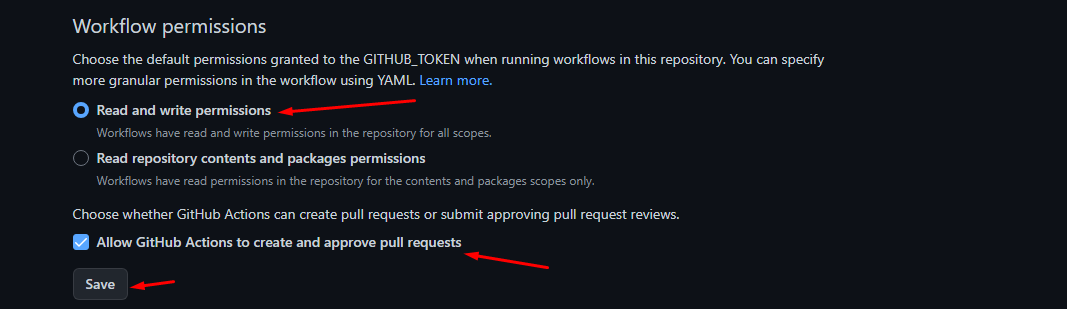 Workflow permissions
Choose the default permissions granted to the GITHUB_TOKEN when running workflows in this repository. You can specify
more granular permissions in the workflow using YAML. Learn more.
Read and write permissions
Workflows have read and write permissions in the repository for all scopes.
Read repository contents and packages permissions
Workflows have read permissions in the repository for the contents and packages scopes only.
Choose whether GitHub Actions can create pull requests or submit approving pull request reviews.
Allow GitHub Actions to create and approve pull requests
Save